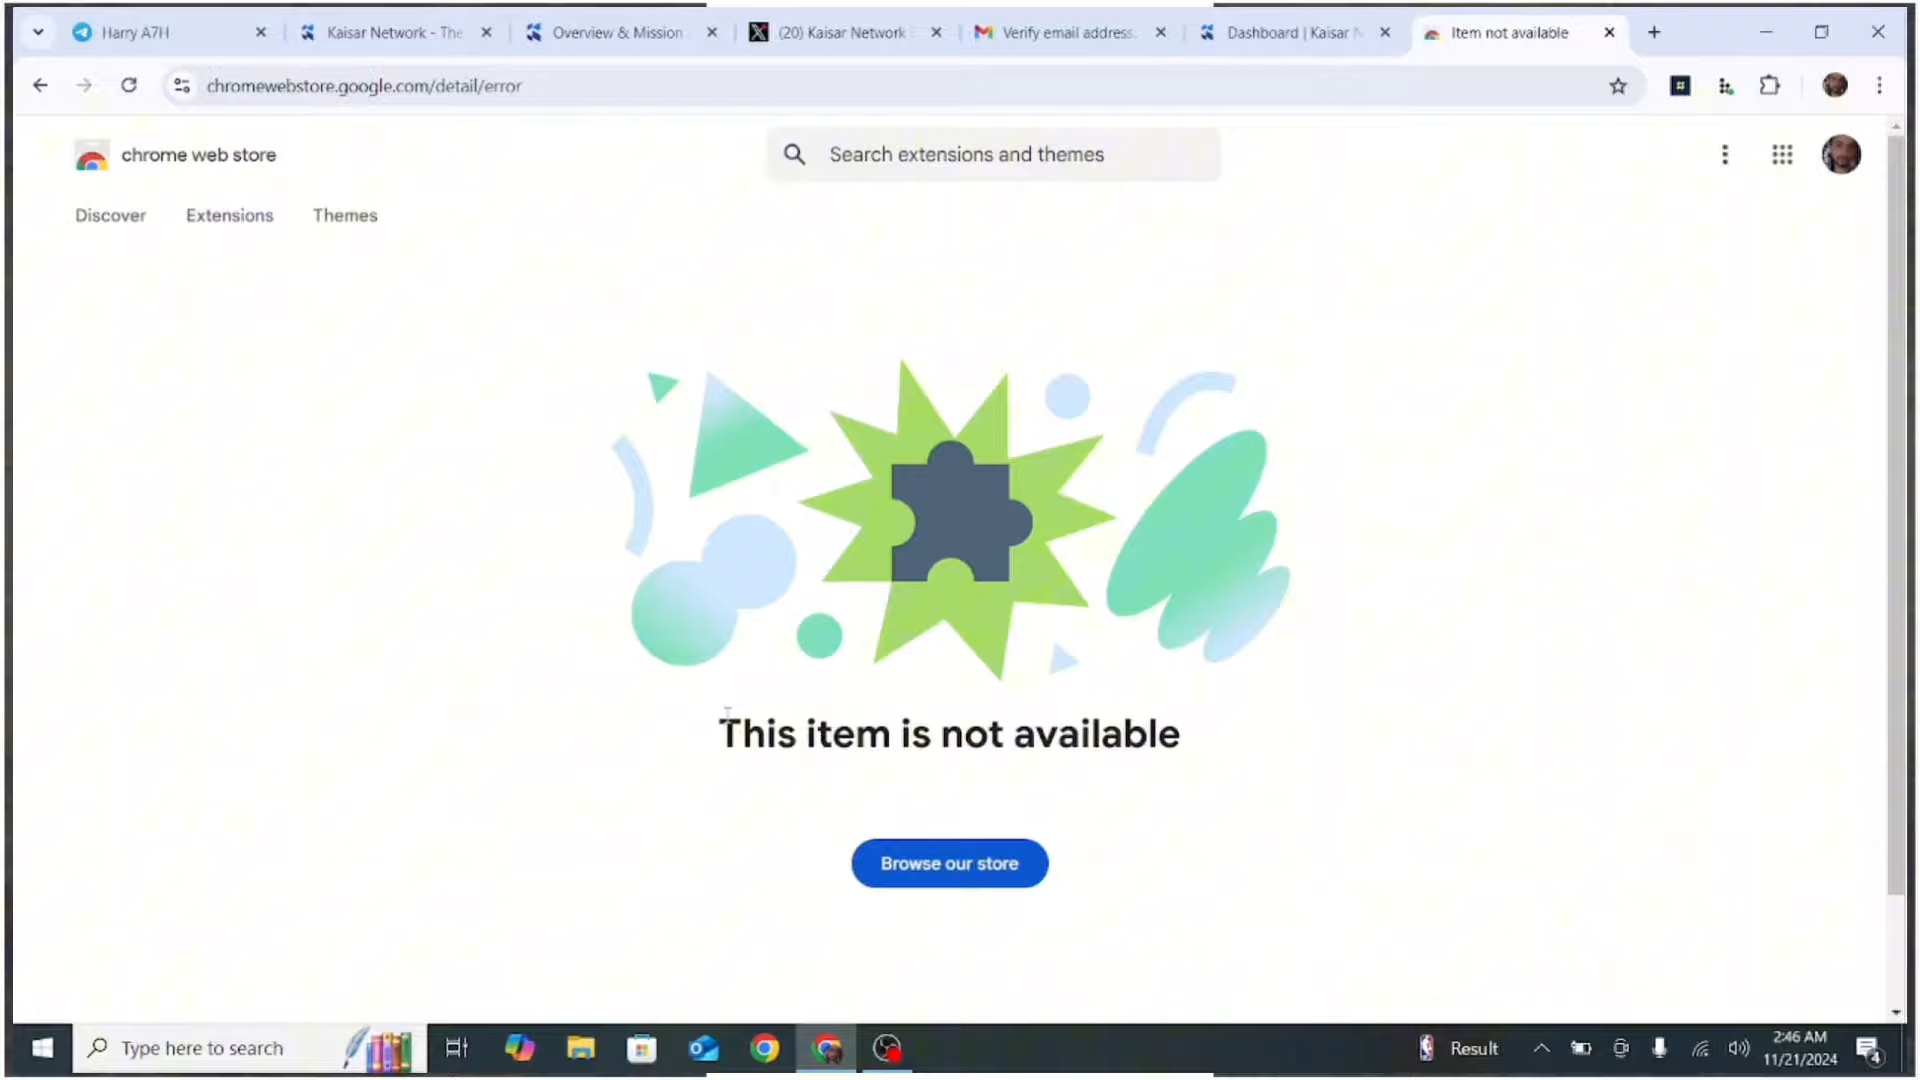 Harry A7H
Kaisar Network - The
Overview & Mission
(20) Kaisar Network
Verify email address.
Dashboard | Kaisar N
Item not available
chromewebstore.google.com/detail/error
chrome web store
Search extensions and themes
Discover
Extensions
Themes
This item is not available
Browse our store
Type here to search
Result
2:46 AM
11/21/2024
4